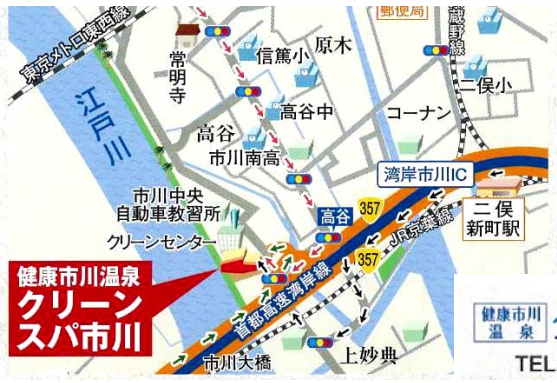 郵便局
東京メトロ東西線
常明寺
信篤小
原木
蔵野線
二俣小
江戸川
高谷
高谷中
市川南高
コーナン
湾岸市川IC
市川中央
自動車教習所
クリーンセンター
高谷
357
357
JR京葉線
二俣
新町駅
首都高速湾岸線
健康市川温泉
クリーン
スパ市川
市川大橋
上妙典
健康市川
温泉
TEL